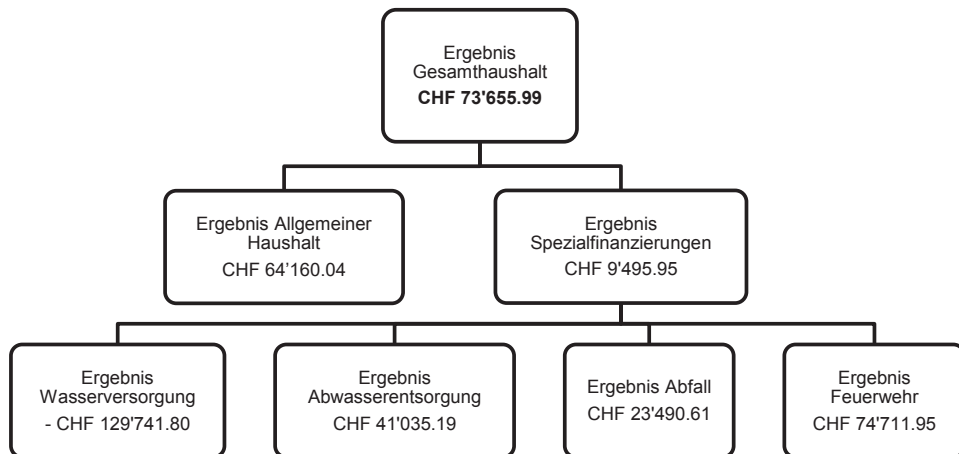 Ergebnis
Gesamthaushalt
CHF 73'655.99
Ergebnis Allgemeiner
Haushalt
CHF 64’160.04
Ergebnis
Spezialfinanzierungen
CHF 9'495.95
Ergebnis
Wasserversorgung
- CHF 129'741.80
Ergebnis
Abwasserentsorgung
CHF 41'035.19
Ergebnis Abfall
CHF 23'490.61
Ergebnis
Feuerwehr
CHF 74'711.95